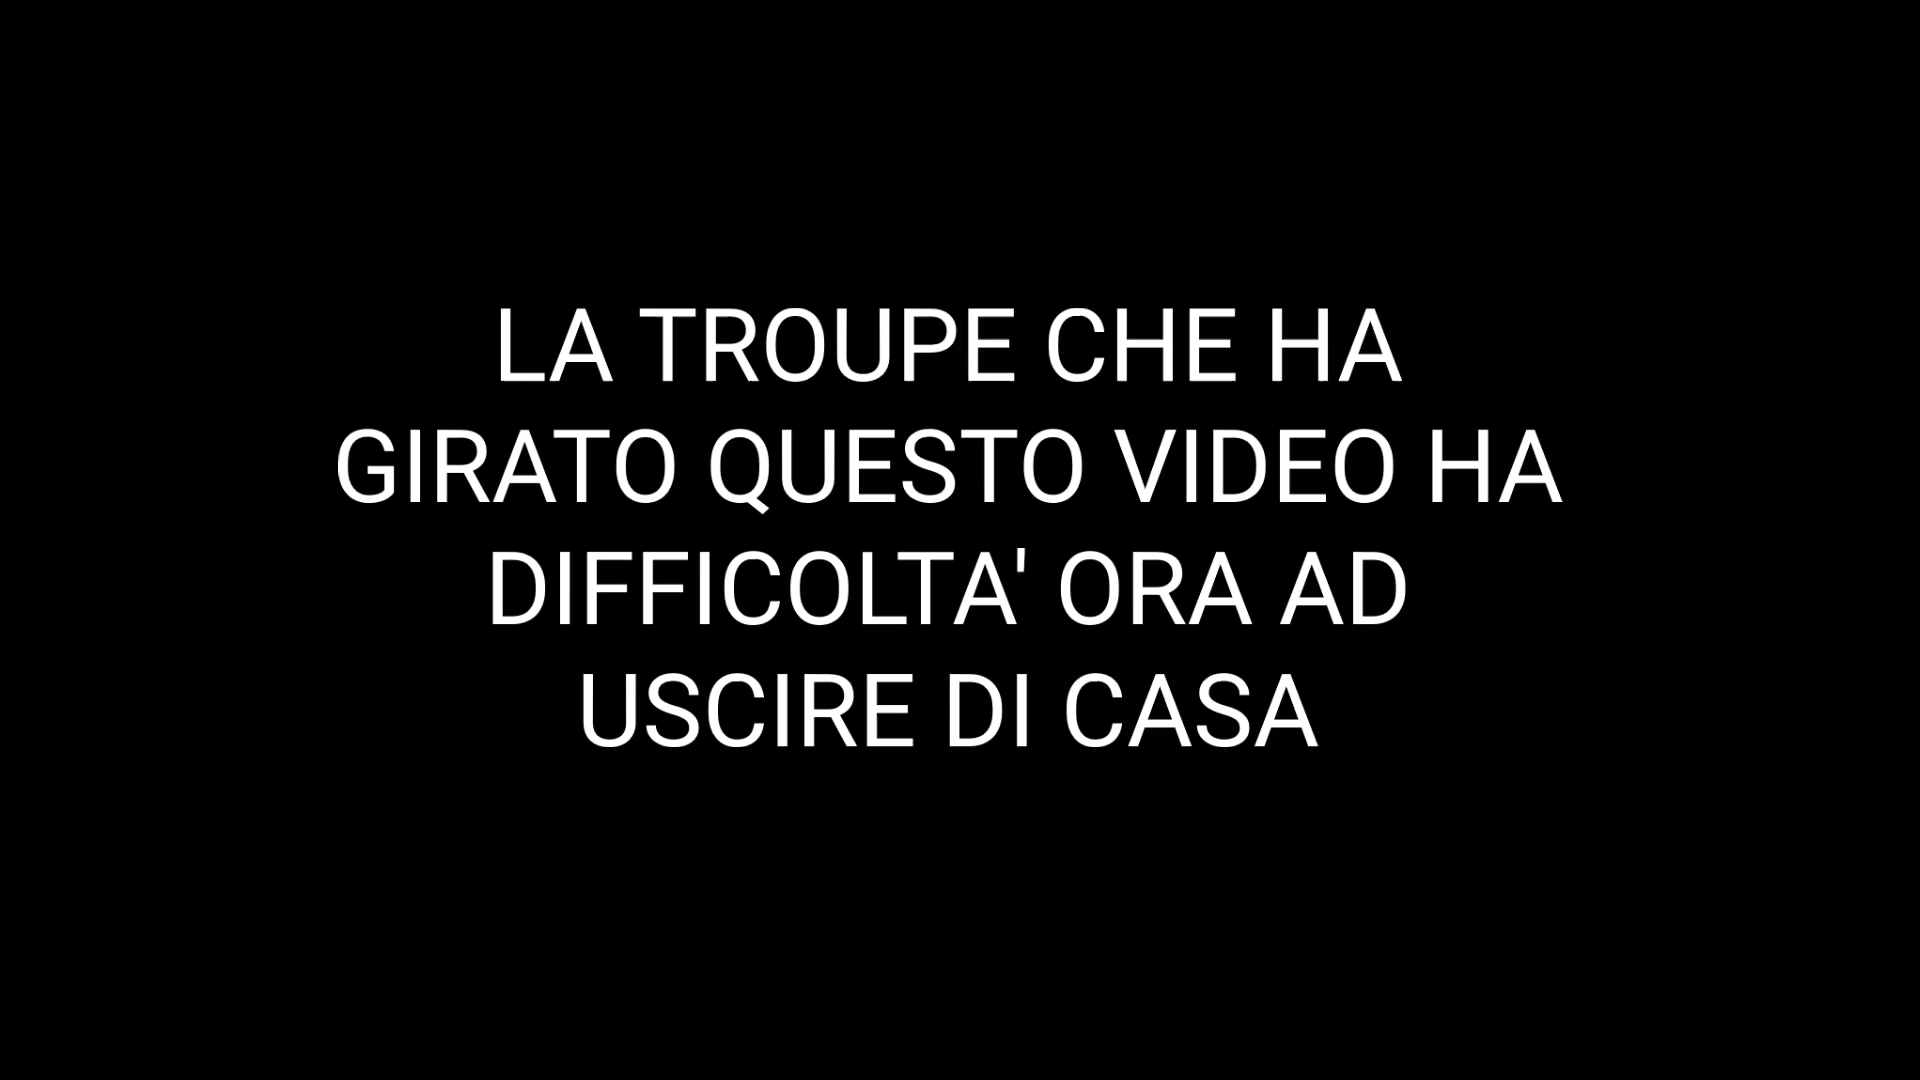 LA TROUPE CHE HA
GIRATO QUESTO VIDEO HA
DIFFICOLTA' ORA AD
USCIRE DI CASA